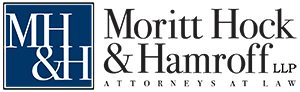 MH
&H
Moritt Hock
& Hamroff LLP
ATTORNEYS AT LAW